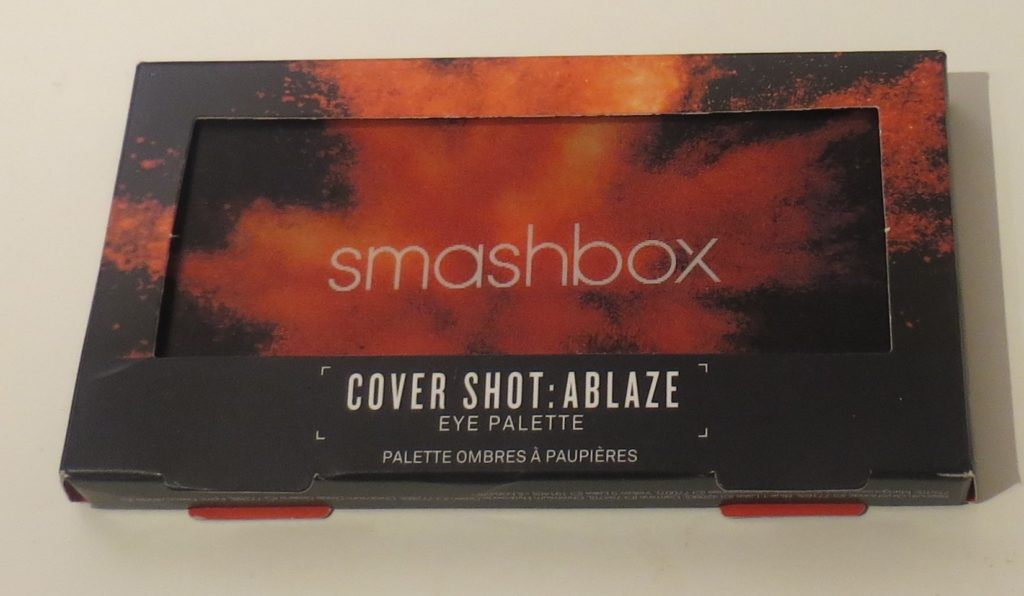 smashbox
COVER SHOT: ABLAZE
EYE PALETTE
PALETTE OMBRES À PAUPIÈRES